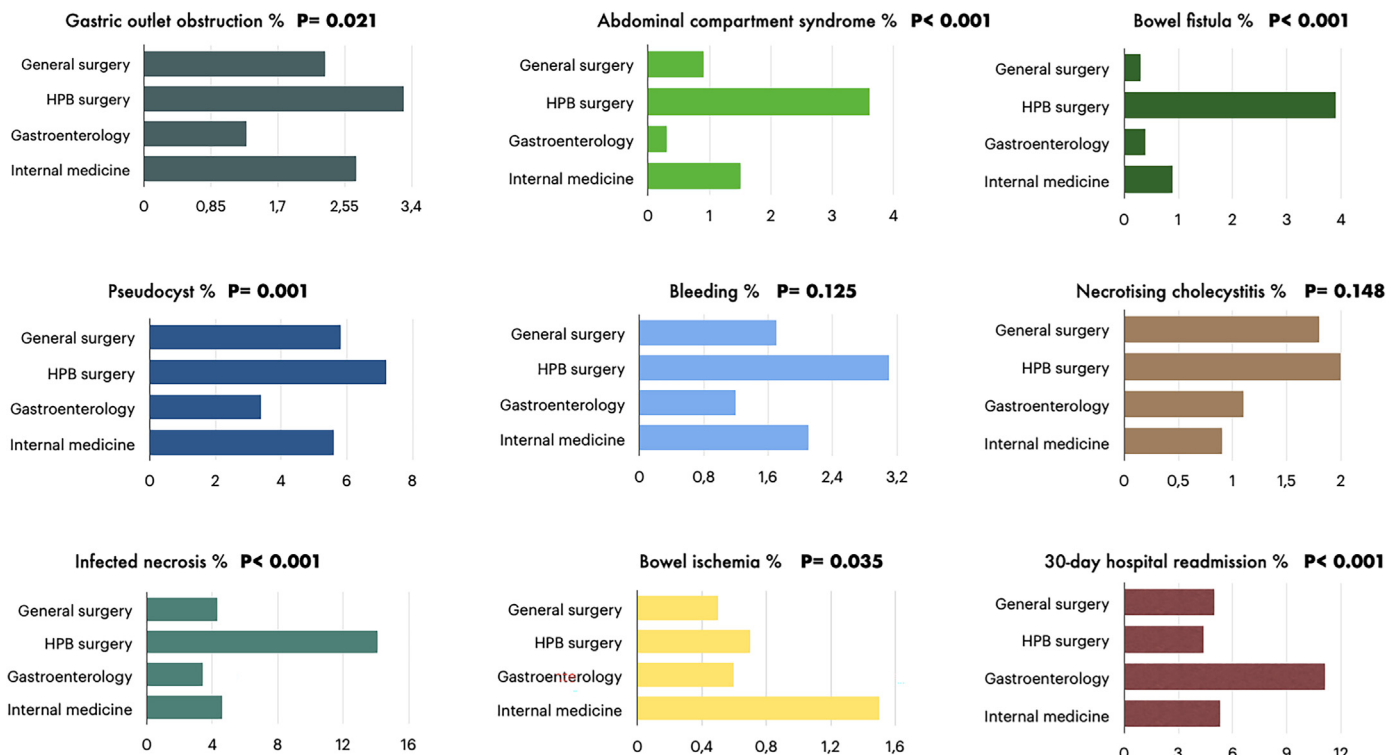 Gastric outlet obstruction % P= 0.021
General surgery
HPB surgery
Gastroenterology
Internal medicine
0 0,85 1,7 2,55 3,4
Abdominal compartment syndrome % P< 0.001
General surgery
HPB surgery
Gastroenterology
Internal medicine
0 1 2 3 4
Bowel fistula % P< 0.001
General surgery
HPB surgery
Gastroenterology
Internal medicine
0 1 2 3 4
Pseudocyst % P= 0.001
General surgery
HPB surgery
Gastroenterology
Internal medicine
0 2 4 6 8
Bleeding % P= 0.125
General surgery
HPB surgery
Gastroenterology
Internal medicine
0 0,8 1,6 2,4 3,2
Necrotising cholecystitis % P= 0.148
General surgery
HPB surgery
Gastroenterology
Internal medicine
0 0,5 1 1,5 2
Infected necrosis % P< 0.001
General surgery
HPB surgery
Gastroenterology
Internal medicine
0 4 8 12 16
Bowel ischemia % P= 0.035
General surgery
HPB surgery
Gastroenterology
Internal medicine
0 0,4 0,8 1,2 1,6
30-day hospital readmission % P< 0.001
General surgery
HPB surgery
Gastroenterology
Internal medicine
0 3 6 9 12